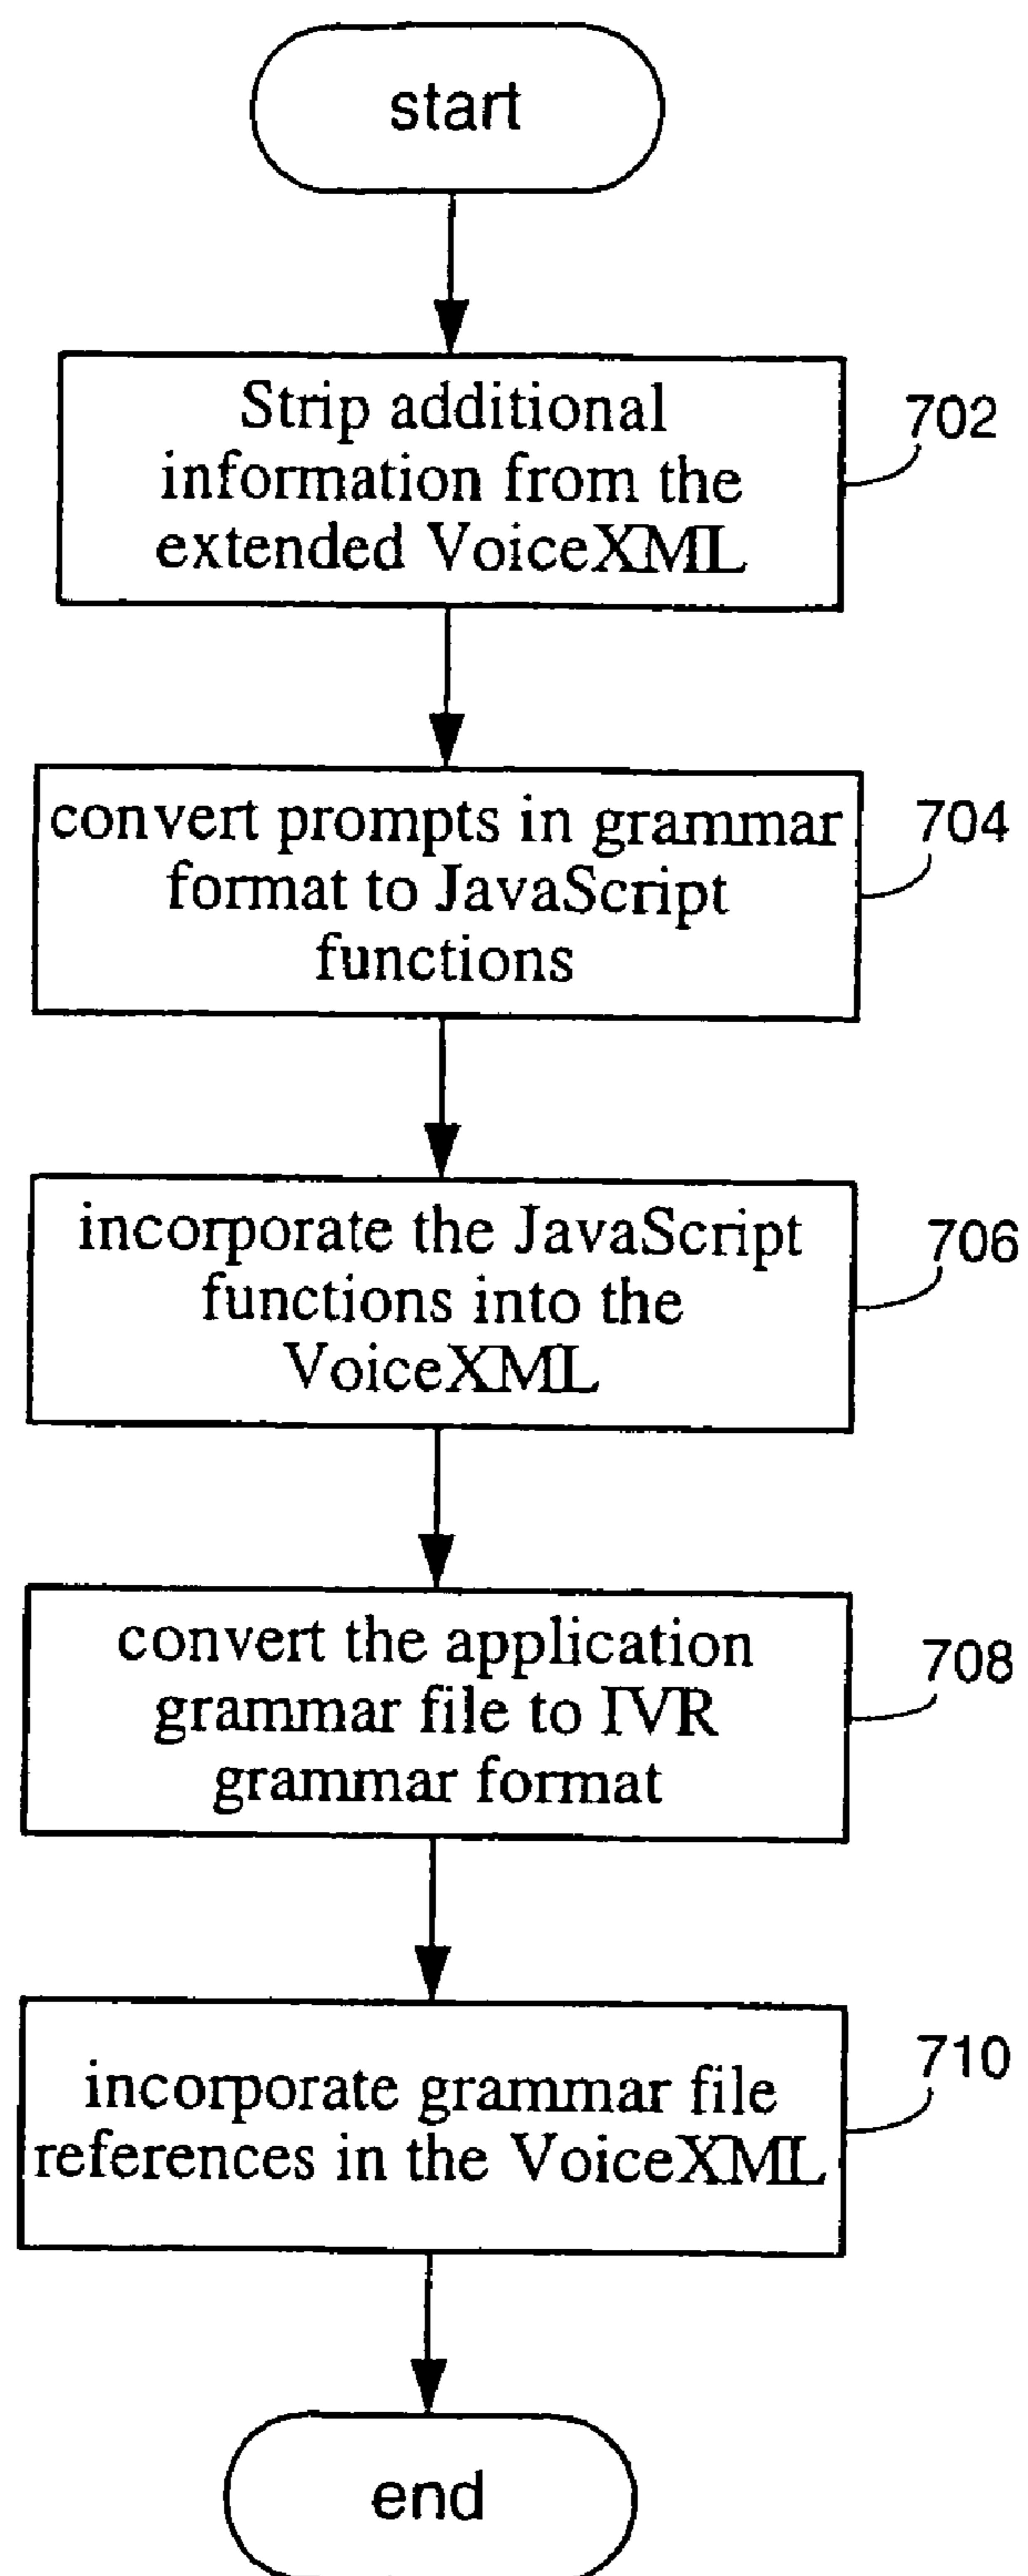 start
Strip additional
information from the
extended VoiceXML
702
convert prompts in grammar
format to JavaScript
functions
704
incorporate the JavaScript
functions into the
VoiceXML
706
convert the application
grammar file to IVR
grammar format
708
incorporate grammar file
references in the VoiceXML
710
end